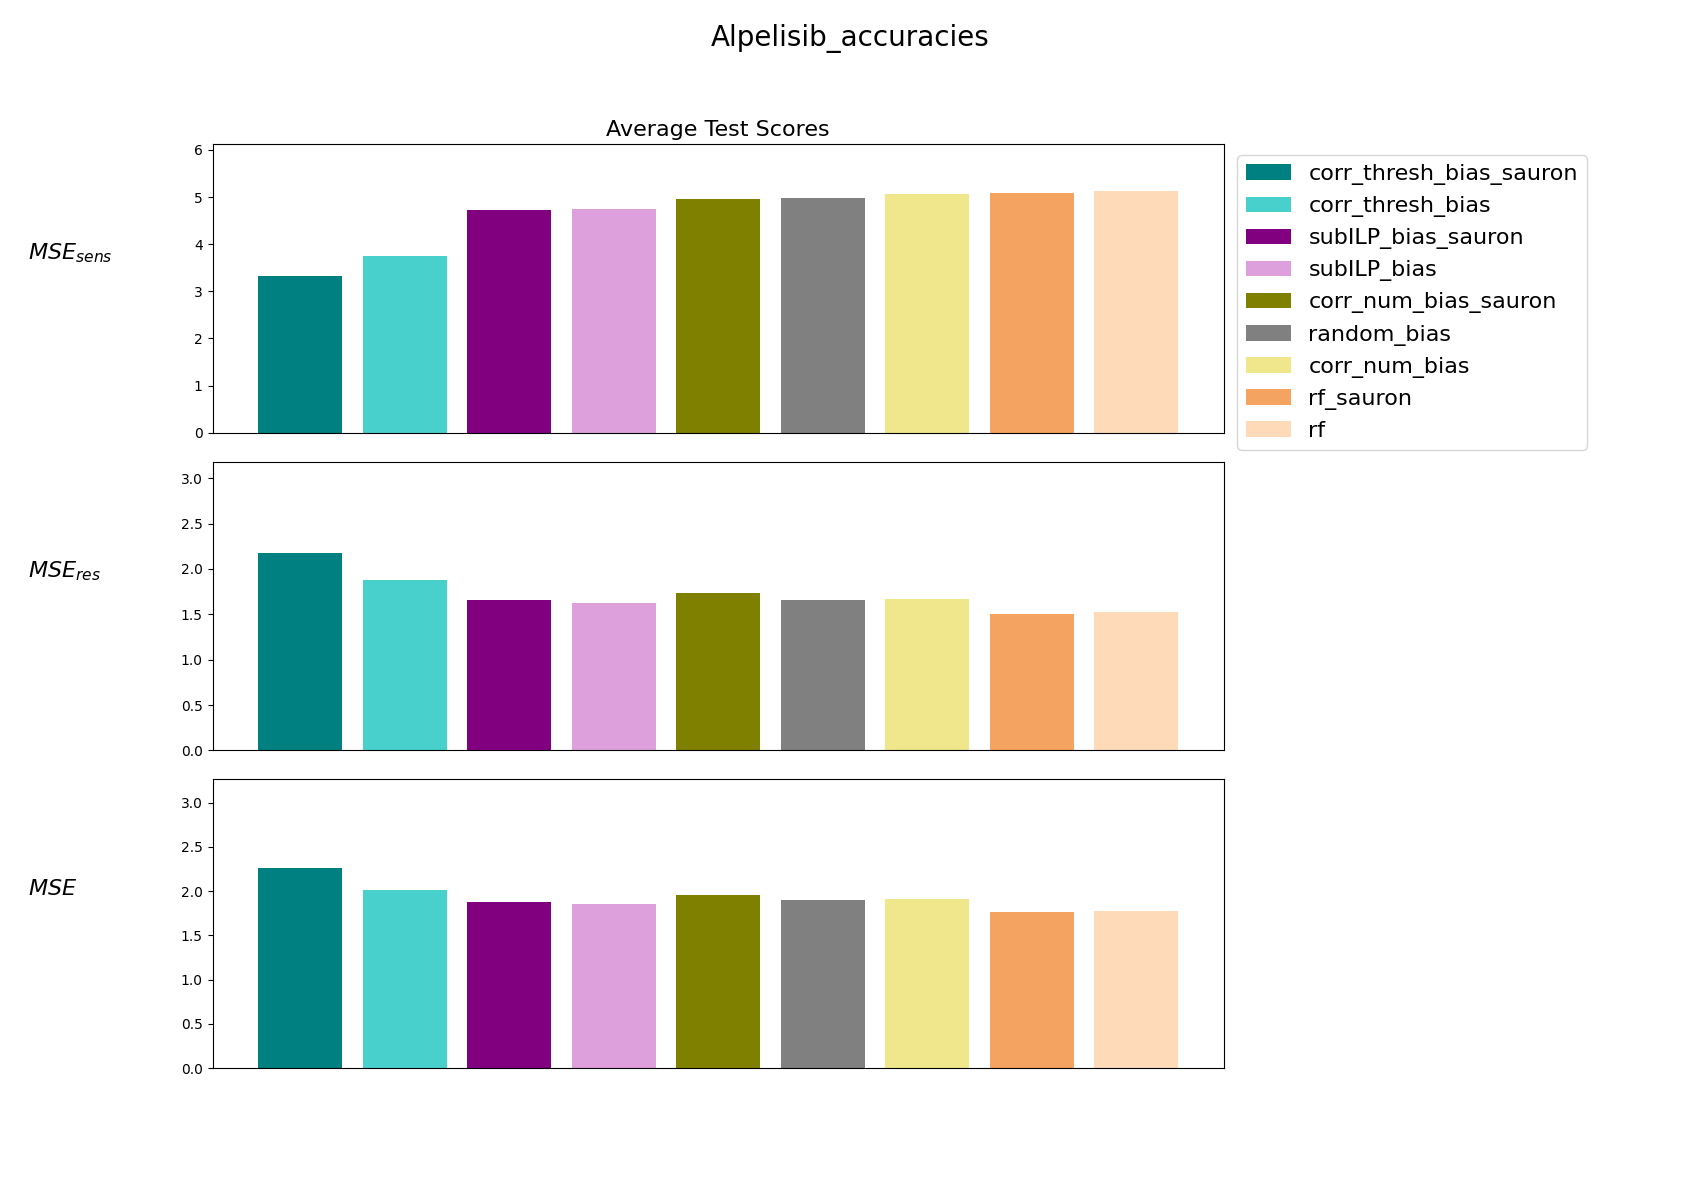 Alpelisib_accuracies
Average Test Scores
MSE_sens
6
5
4
3
2
1
0
corr_thresh_bias_sauron
corr_thresh_bias
subILP_bias_sauron
subILP_bias
corr_num_bias_sauron
random_bias
corr_num_bias
rf_sauron
rf
MSE_res
3.0
2.5
2.0
1.5
1.0
0.5
0.0
MSE
3.0
2.5
2.0
1.5
1.0
0.5
0.0